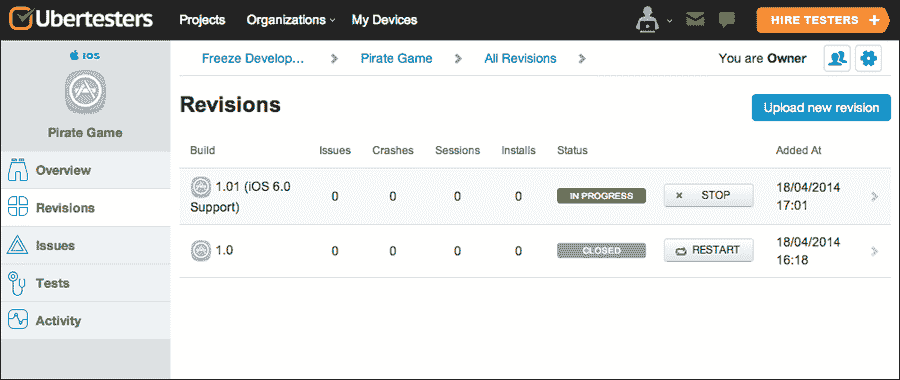 Ubertesters Projects Organizations My Devices HIRE TESTERS +
iOS
Pirate Game
Freeze Develop... Pirate Game All Revisions You are Owner
Revisions
Upload new revision
Overview
Revisions
Issues
Tests
Activity
Build Issues Crashes Sessions Installs Status Added At
1.01 (iOS 6.0 0 0 0 0 IN PROGRESS × STOP 18/04/2014
Support) 17:01
1.0 0 0 0 0 CLOSED RESTART 18/04/2014
16:18